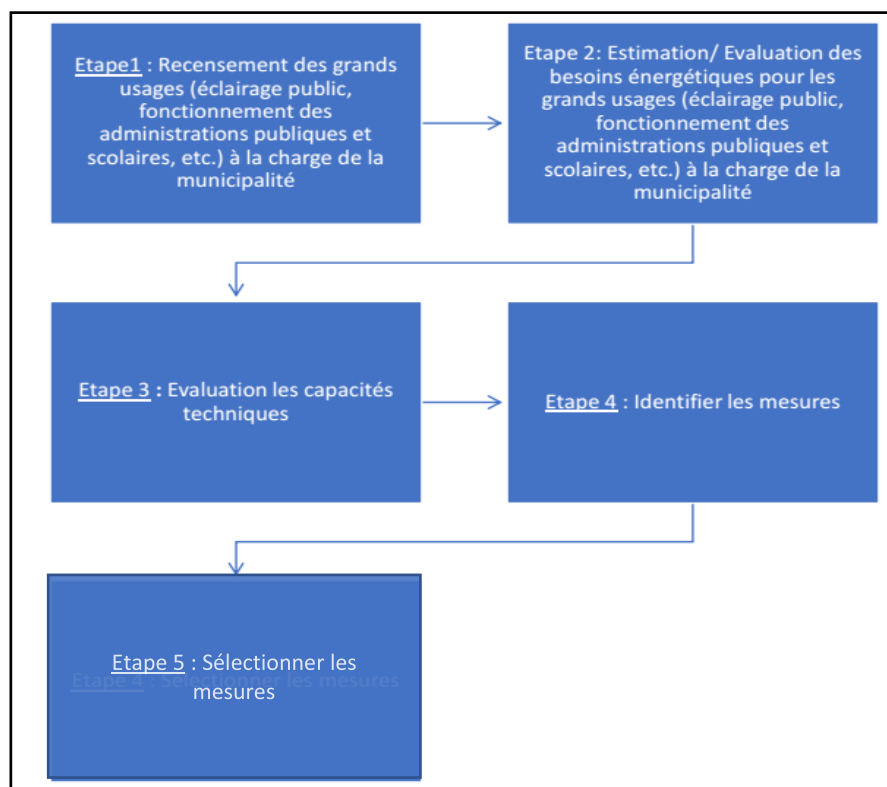 Etape1 : Recensement des grands
usages (éclairage public,
fonctionnement des
administrations publiques et
scolaires, etc.) à la charge de la
municipalité
Etape 2: Estimation/ Evaluation des
besoins énergétiques pour les
grands usages (éclairage public,
fonctionnement des
administrations publiques et
scolaires, etc.) à la charge de la
municipalité
Etape 3 : Evaluation les capacités
techniques
Etape 4 : Identifier les mesures
Etape 5 : Sélectionner les
mesures
Etape 4 : Sélectionner les mesures